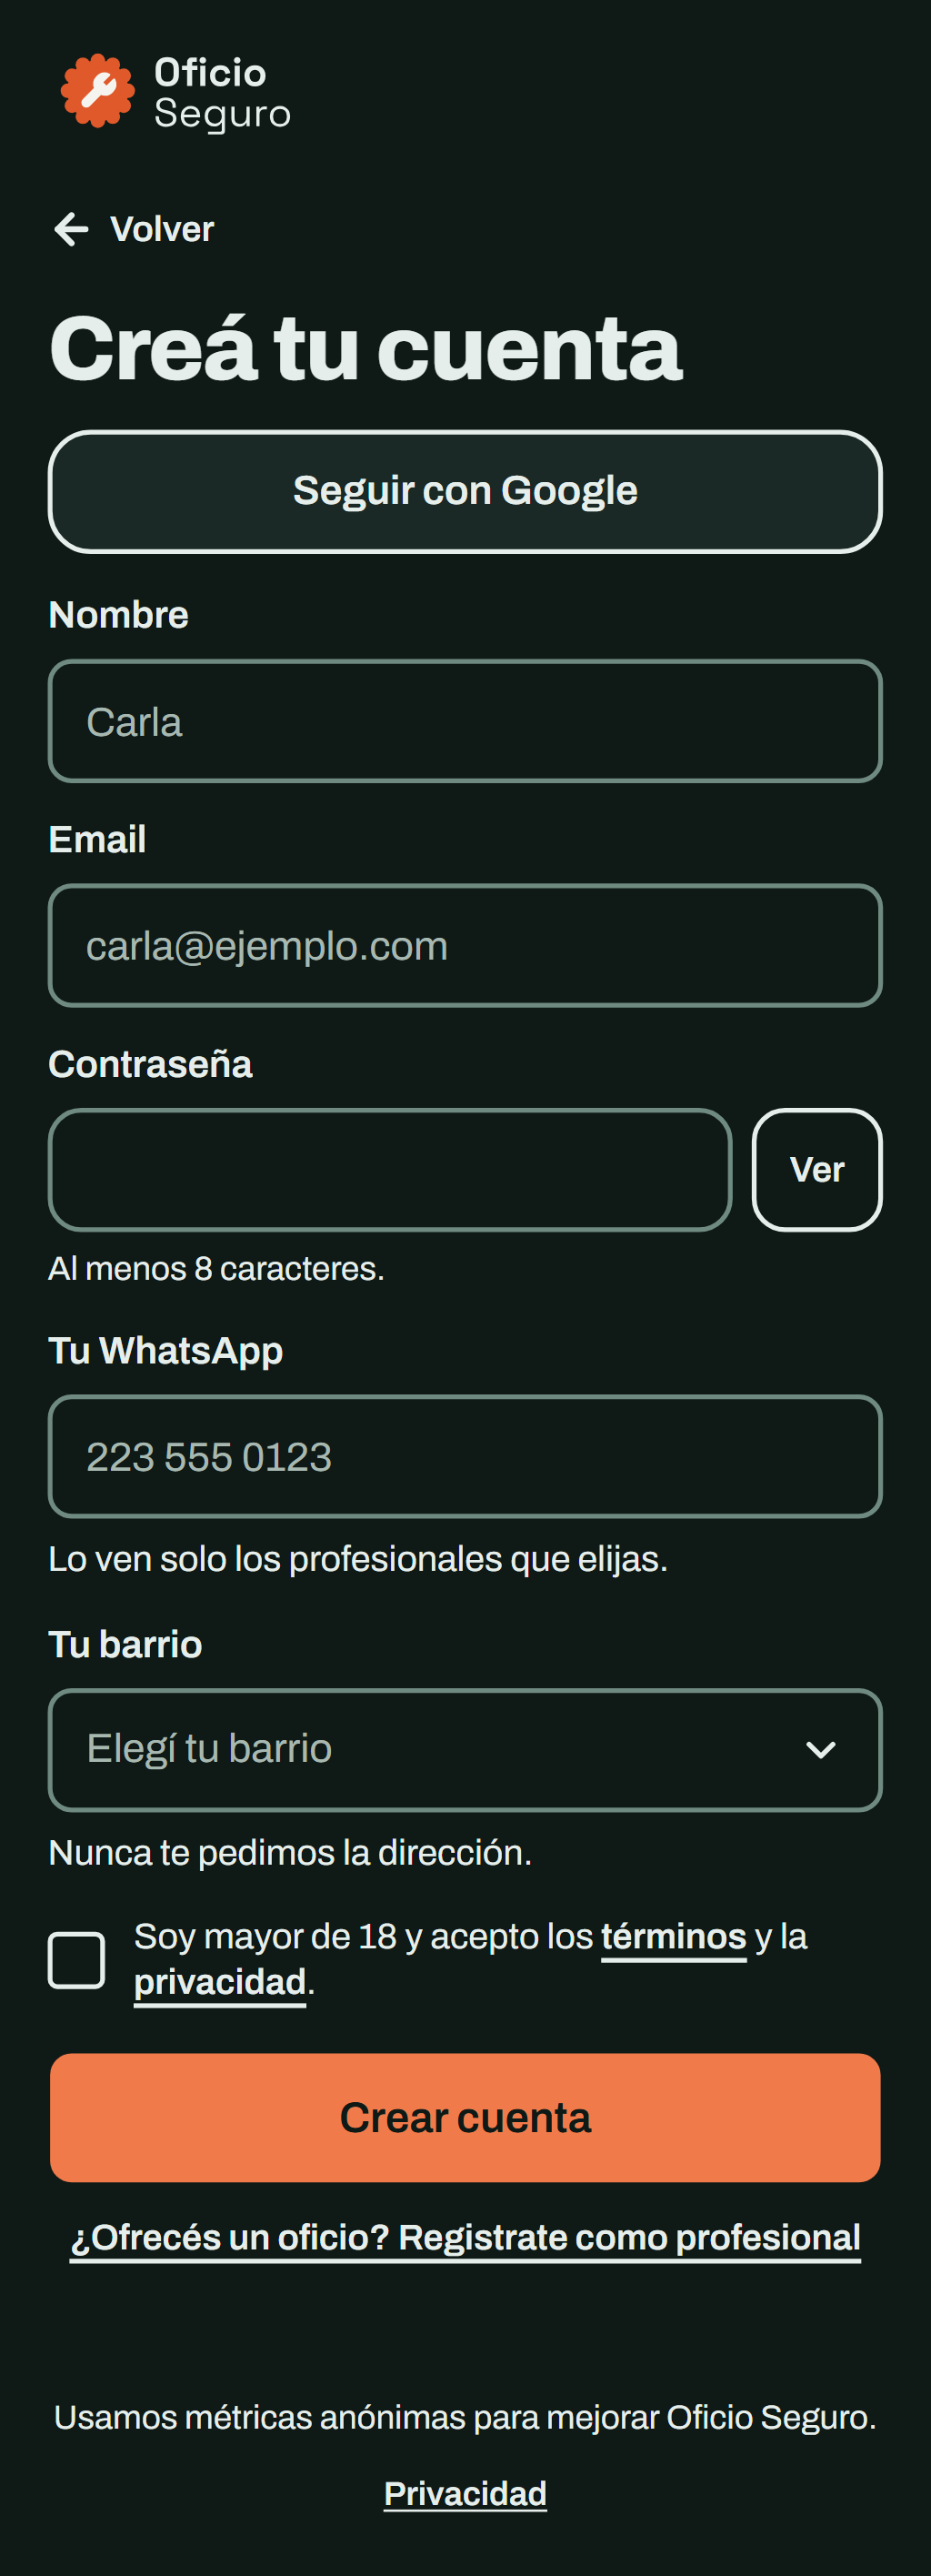 Oficio
Seguro
Volver
Creá tu cuenta
Seguir con Google
Nombre
Carla
Email
carla@ejemplo.com
Contraseña
Ver
Al menos 8 caracteres.
Tu WhatsApp
223 555 0123
Lo ven solo los profesionales que elijas.
Tu barrio
Elegí tu barrio
Nunca te pedimos la dirección.
Soy mayor de 18 y acepto los términos y la
privacidad.
Crear cuenta
¿Ofrecés un oficio? Registrate como profesional
Usamos métricas anónimas para mejorar Oficio Seguro.
Privacidad